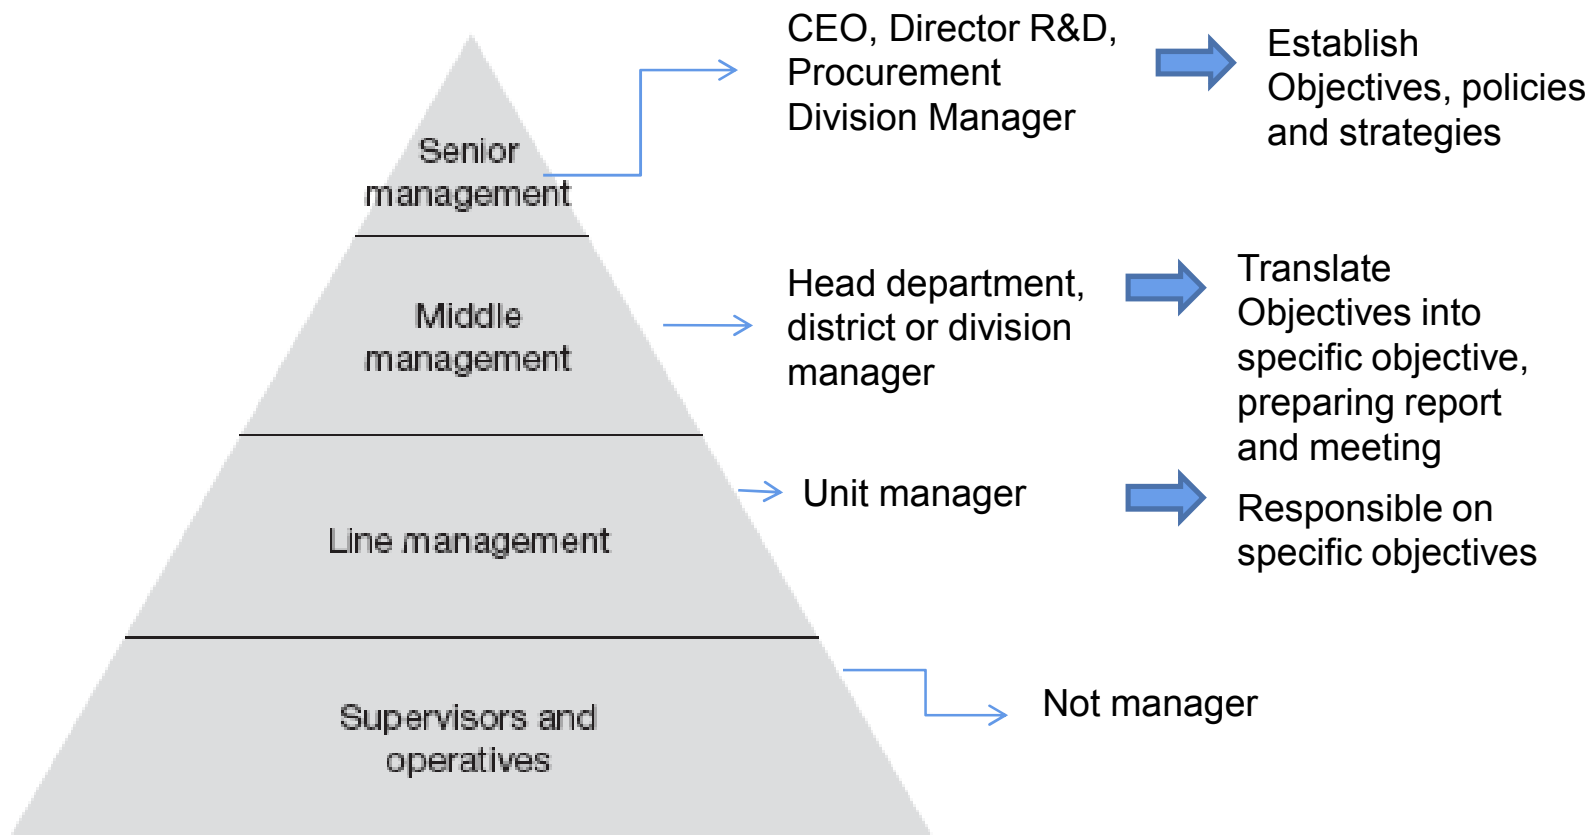 CEO, Director R&D,
Procurement
Division Manager
Establish
Objectives, policies
and strategies
Senior
management
Head department,
district or division
manager
Translate
Objectives into
specific objective,
preparing report
and meeting
Middle
management
Unit manager
Responsible on
specific objectives
Line management
Not manager
Supervisors and
operatives